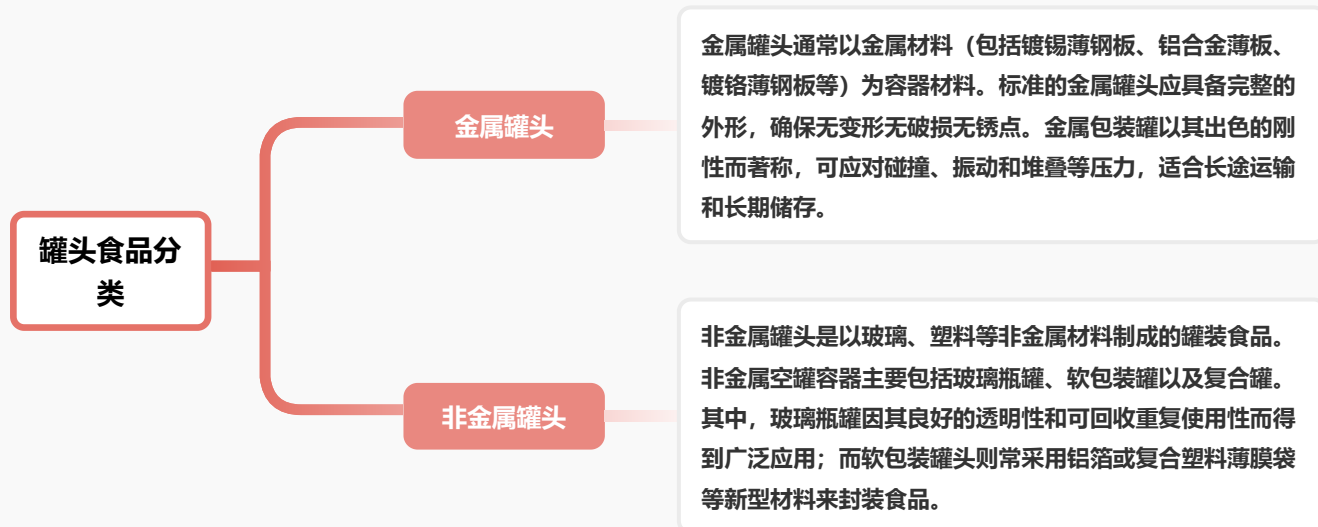 罐头食品分
类
金属罐头
金属罐头通常以金属材料（包括镀锡薄钢板、铝合金薄板、
镀铬薄钢板等）为容器材料。标准的金属罐头应具备完整的
外形，确保无变形无破损无锈点。金属包装罐以其出色的刚
性而著称，可应对碰撞、振动和堆叠等压力，适合长途运输
和长期储存。
非金属罐头
非金属罐头是以玻璃、塑料等非金属材料制成的罐装食品。
非金属空罐容器主要包括玻璃瓶罐、软包装罐以及复合罐。
其中，玻璃瓶罐因其良好的透明性和可回收重复使用性而得
到广泛应用；而软包装罐头则常采用铝箔或复合塑料薄膜袋
等新型材料来封装食品。